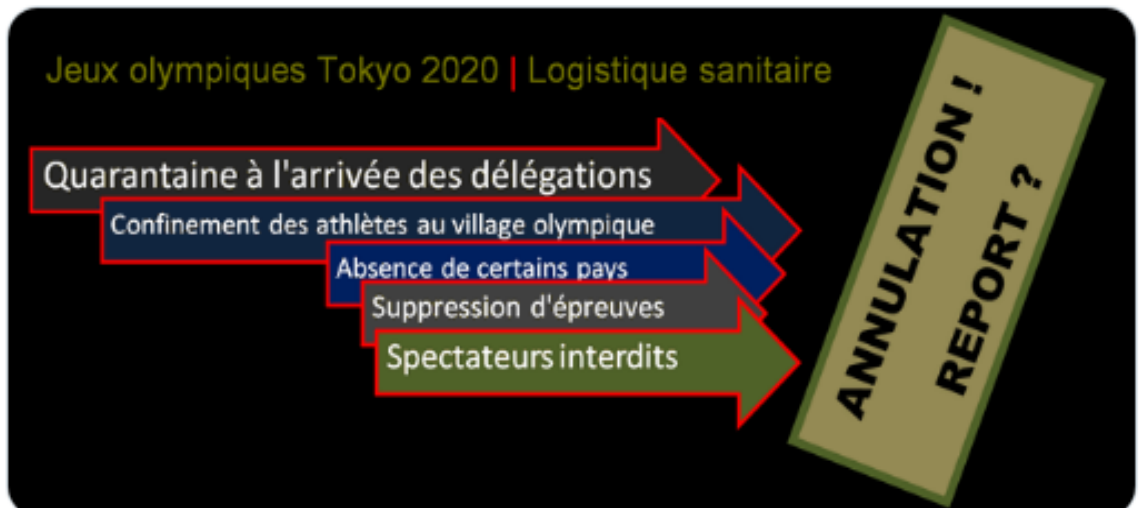 Jeux olympiques Tokyo 2020 | Logistique sanitaire
Quarantaine à l'arrivée des délégations
Confinement des athlètes au village olympique
Absence de certains pays
Suppression d'épreuves
Spectateurs interdits
ANNULATION !
REPORT ?